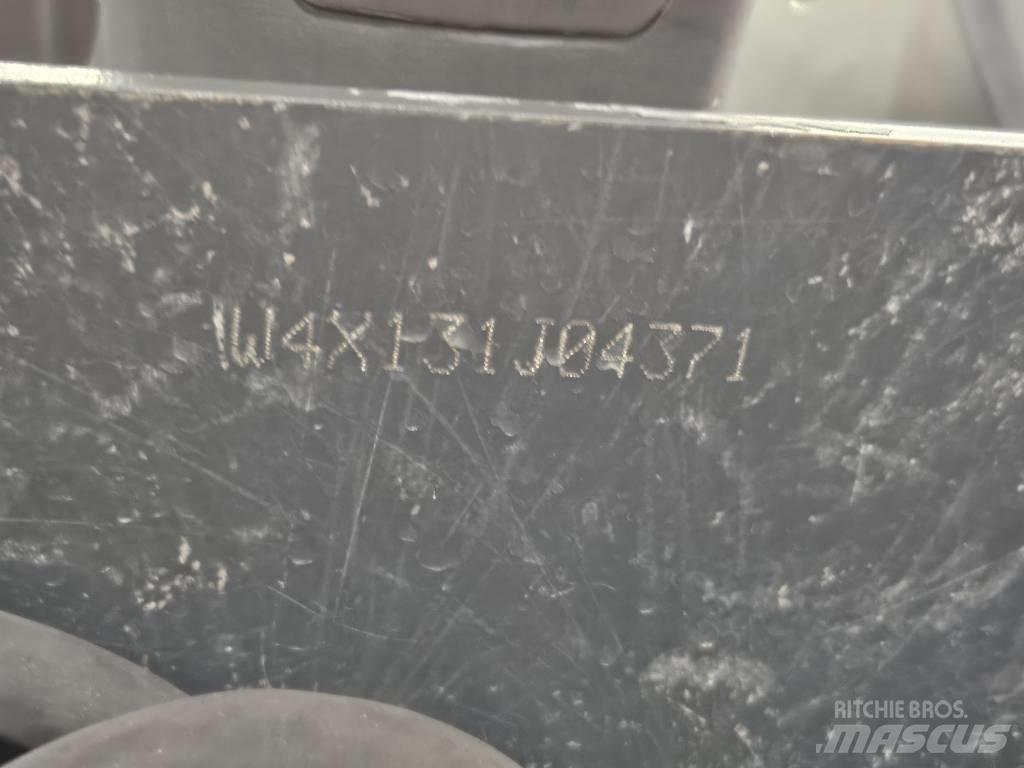 1W4X131J04371
RITCHIE BROS.
MASCUS